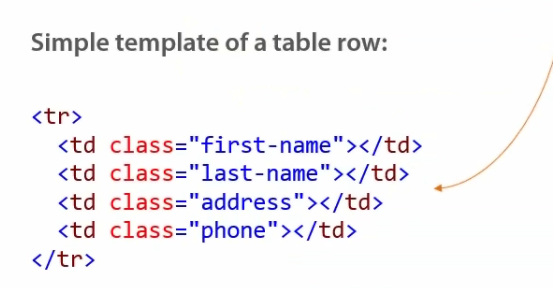 Simple template of a table row:
<tr>
  <td class="first-name"></td>
  <td class="last-name"></td>
  <td class="address"></td>
  <td class="phone"></td>
</tr>